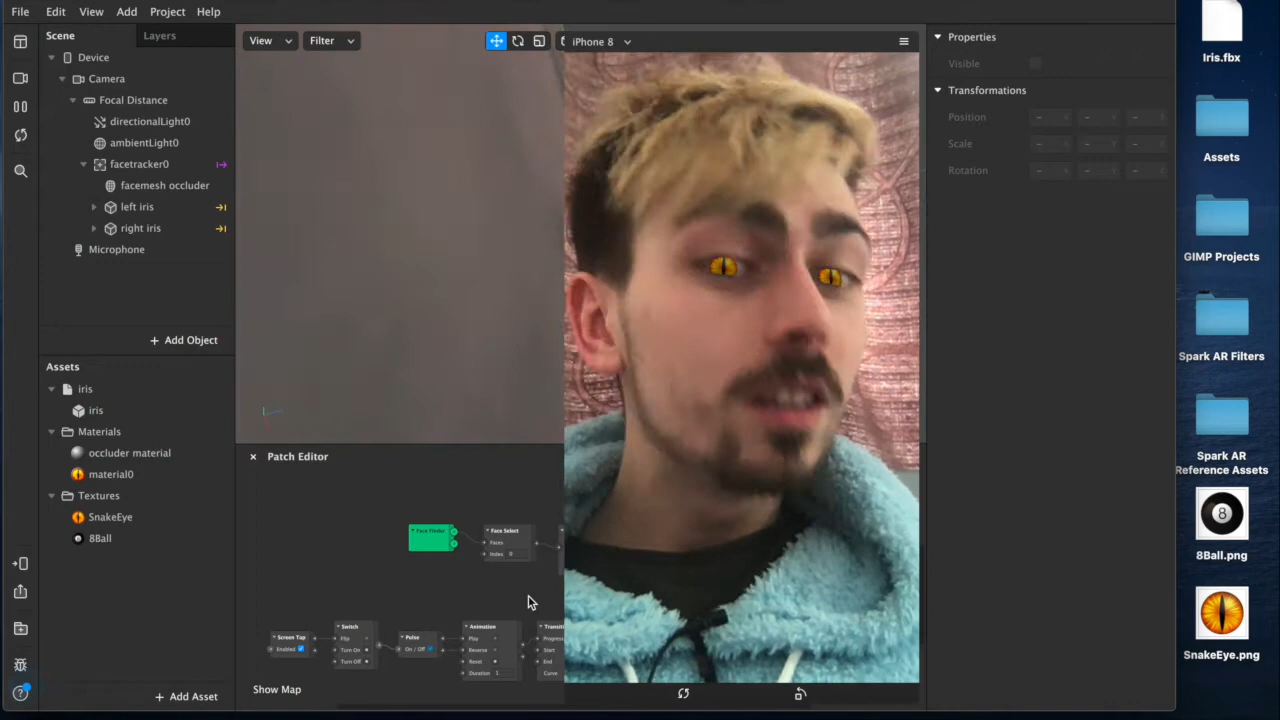 File Edit View Add Project Help
Scene Layers
Device
Camera
Focal Distance
directionalLight0
ambientLight0
facetracker0
facemesh occluder
left iris
right iris
Microphone
+ Add Object
Assets
iris
iris
Materials
occluder material
material0
Textures
SnakeEye
8Ball
+ Add Asset
View Filter
iPhone 8
× Patch Editor
Face Finder
Face Select
Faces
Index 0
Screen Tap
Enabled
Switch
Flip
Turn On
Turn Off
Pulse
On / Off
Animation
Play
Reverse
Reset
Duration 1
Transiti
Progress
Start
End
Curve
Show Map
Properties
Visible
Transformations
Position
Scale
Rotation
Iris.fbx
Assets
GIMP Projects
Spark AR Filters
Spark AR
Reference Assets
8
8Ball.png
SnakeEye.png